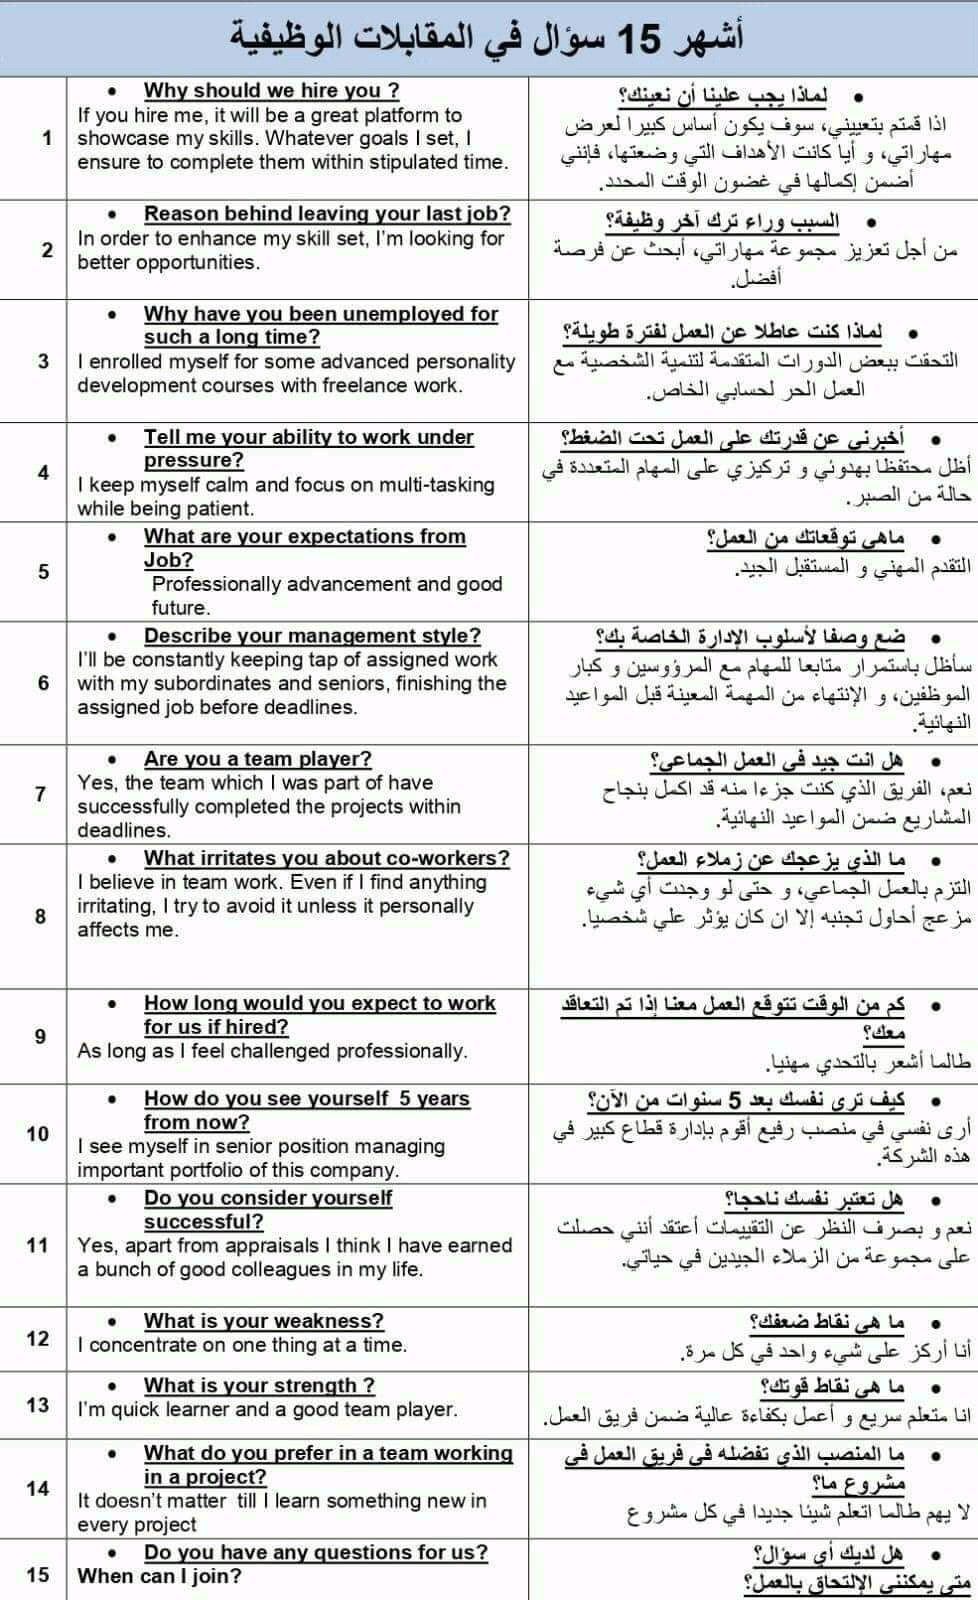 أشهر 15 سؤال في المقابلات الوظيفية
1
• Why should we hire you ?
If you hire me, it will be a great platform to
showcase my skills. Whatever goals I set, I
ensure to complete them within stipulated time.
• لماذا يجب علينا أن نعينك؟
اذا قمتم بتعييني، سوف يكون أساس كبيرا لعرض
مهاراتي، و أيا كانت الأهداف التي وضعتها، فإنني
أضمن إكمالها في غضون الوقت المحدد.
2
• Reason behind leaving your last job?
In order to enhance my skill set, I'm looking for
better opportunities.
• السبب وراء ترك آخر وظيفة؟
من أجل تعزيز مجموعة مهاراتي، أبحث عن فرصة
أفضل.
3
• Why have you been unemployed for
such a long time?
I enrolled myself for some advanced personality
development courses with freelance work.
• لماذا كنت عاطلا عن العمل لفترة طويلة؟
التحقت ببعض الدورات المتقدمة لتنمية الشخصية مع
العمل الحر لحسابي الخاص.
4
• Tell me your ability to work under
pressure?
I keep myself calm and focus on multi-tasking
while being patient.
• أخبرني عن قدرتك على العمل تحت الضغط؟
أظل محتفظا بهدوئي و تركيزي على المهام المتعددة في
حالة من الصبر.
5
• What are your expectations from
Job?
Professionally advancement and good
future.
• ماهي توقعاتك من العمل؟
التقدم المهني و المستقبل الجيد.
6
• Describe your management style?
I'll be constantly keeping tap of assigned work
with my subordinates and seniors, finishing the
assigned job before deadlines.
• ضع وصفا لأسلوب الإدارة الخاصة بك؟
سأظل باستمرار متابعا للمهام مع المرؤوسين و كبار
الموظفين، و الإنتهاء من المهمة المعينة قبل المواعيد
النهائية.
7
• Are you a team player?
Yes, the team which I was part of have
successfully completed the projects within
deadlines.
• هل انت جيد في العمل الجماعي؟
نعم، الفريق الذي كنت جزءا منه قد اكمل بنجاح
المشاريع ضمن المواعيد النهائية.
8
• What irritates you about co-workers?
I believe in team work. Even if I find anything
irritating, I try to avoid it unless it personally
affects me.
• ما الذي يزعجك عن زملاء العمل؟
التزم بالعمل الجماعي، و حتى لو وجدت أي شيء
مزعج أحاول تجنبه إلا ان كان يؤثر علي شخصيا.
9
• How long would you expect to work
for us if hired?
As long as I feel challenged professionally.
• كم من الوقت تتوقع العمل معنا إذا تم التعاقد
معك؟
طالما أشعر بالتحدي مهنيا.
10
• How do you see yourself 5 years
from now?
I see myself in senior position managing
important portfolio of this company.
• كيف ترى نفسك بعد 5 سنوات من الآن؟
أرى نفسي في منصب رفيع أقوم بإدارة قطاع كبير في
هذه الشركة.
11
• Do you consider yourself
successful?
Yes, apart from appraisals I think I have earned
a bunch of good colleagues in my life.
• هل تعتبر نفسك ناحجا؟
نعم و بصرف النظر عن التقييمات أعتقد أنني حصلت
على مجموعة من الزملاء الجيدين في حياتي.
12
• What is your weakness?
I concentrate on one thing at a time.
• ما هي نقاط ضعفك؟
أنا أركز على شيء واحد في كل مرة.
13
• What is your strength ?
I'm quick learner and a good team player.
• ما هي نقاط قوتك؟
انا متعلم سريع و أعمل بكفاءة عالية ضمن فريق العمل.
14
• What do you prefer in a team working
in a project?
It doesn't matter till I learn something new in
every project
• ما المنصب الذي تفضله في فريق العمل في
مشروع ما؟
لا يهم طالما اتعلم شيئا جديدا في كل مشروع
15
• Do you have any questions for us?
When can I join?
• هل لديك أي سؤال؟
متى يمكنني الإلتحاق بالعمل؟